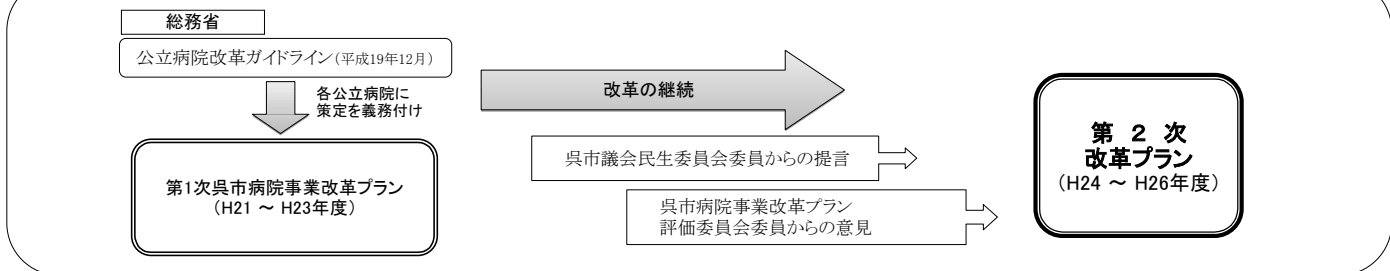 総務省
公立病院改革ガイドライン(平成19年12月)
各公立病院に
策定を義務付け
第1次呉市病院事業改革プラン
(H21 ~ H23年度)
改革の継続
呉市議会民生委員会委員からの提言
呉市病院事業改革プラン
評価委員会委員からの意見
第 2 次
改革プラン
(H24 ~ H26年度)